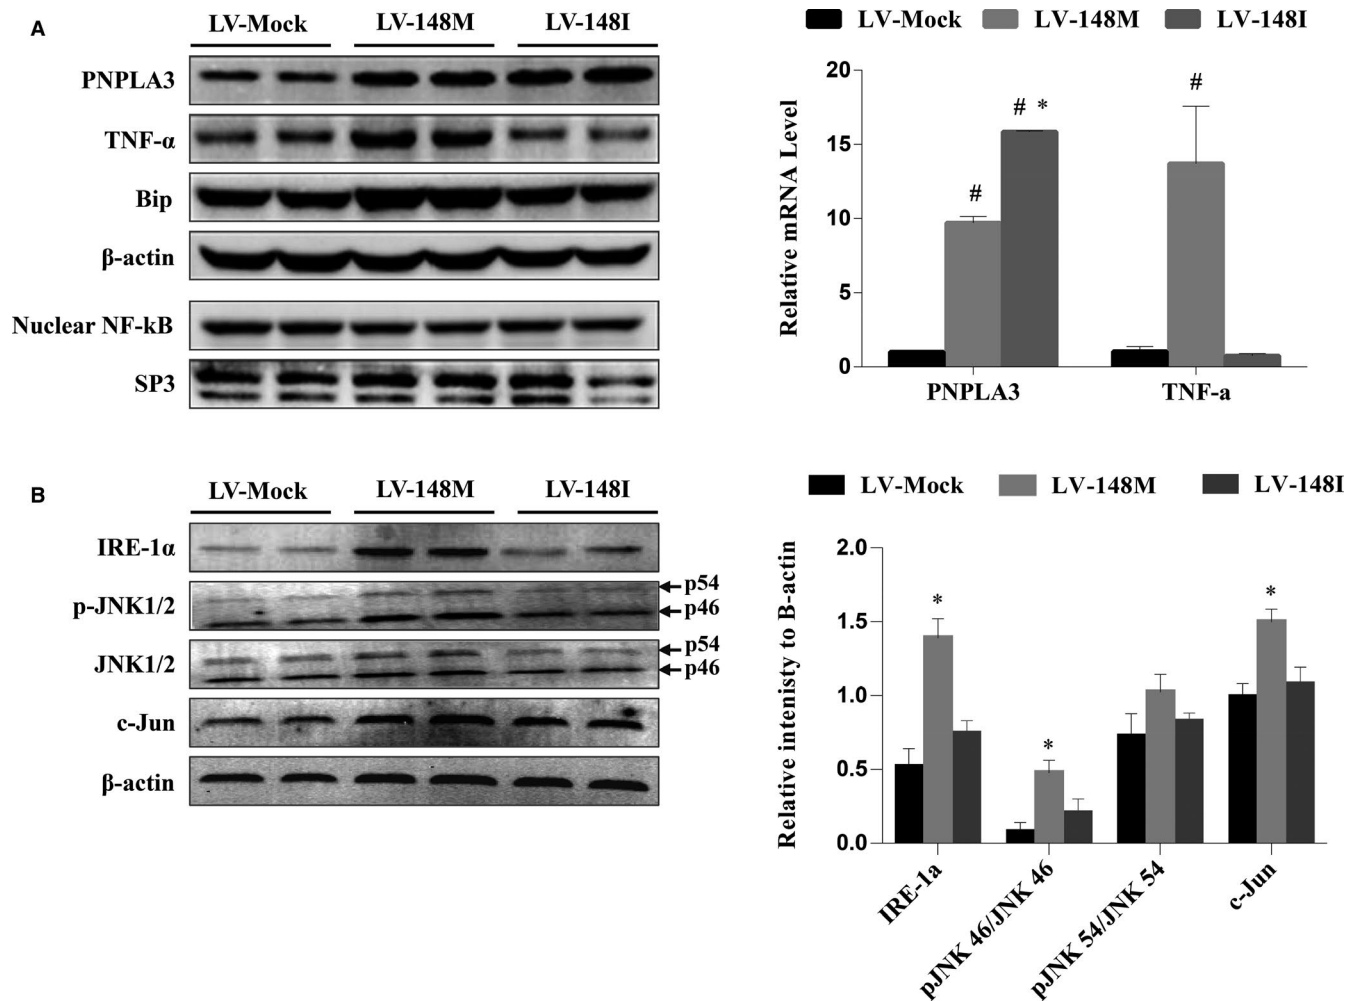 A
LV-Mock LV-148M LV-148I
PNPLA3
TNF-α
Bip
β-actin
Nuclear NF-kB
SP3
LV-Mock LV-148M LV-148I
Relative mRNA Level
20
15
10
5
0
# # * #
PNPLA3 TNF-a
B
LV-Mock LV-148M LV-148I
IRE-1α
p-JNK1/2
p54
p46
JNK1/2
p54
p46
c-Jun
β-actin
LV-Mock LV-148M LV-148I
Relative intenisty to B-actin
2.0
1.5
1.0
0.5
0.0
* * *
IRE-1a
pJNK 46/JNK 46
pJNK 54/JNK 54
c-Jun